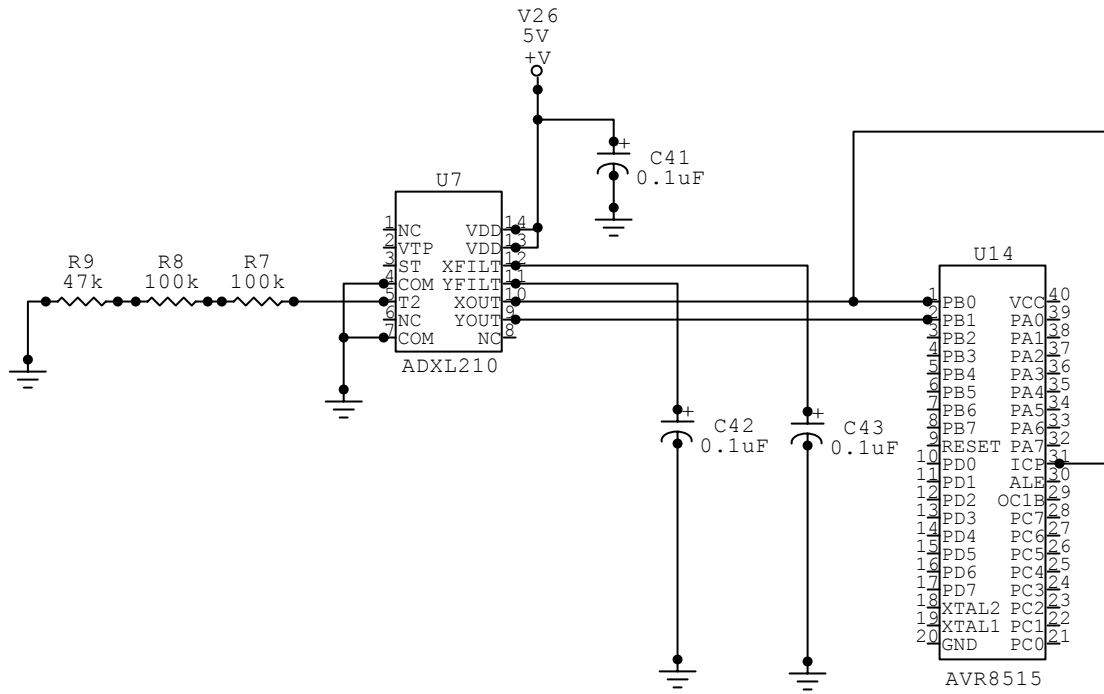 V26
5V
+V
+
C41
0.1uF
U7
1 NC VDD 14
2 VTP VDD 13
3 ST XFILT 12
4 COM YFILT 11
5 T2 XOUT 10
6 NC YOUT 9
7 COM NC 8
ADXL210
R9
47k
R8
100k
R7
100k
+
C42
0.1uF
+
C43
0.1uF
U14
1 PB0 VCC 40
2 PB1 PA0 39
3 PB2 PA1 38
4 PB3 PA2 37
5 PB4 PA3 36
6 PB5 PA4 35
7 PB6 PA5 34
8 PB7 PA6 33
9 RESET PA7 32
10 PD0 ICP 31
11 PD1 ALE 30
12 PD2 OC1B 29
13 PD3 PC7 28
14 PD4 PC6 27
15 PD5 PC5 26
16 PD6 PC4 25
17 PD7 PC3 24
18 XTAL2 PC2 23
19 XTAL1 PC1 22
20 GND PC0 21
AVR8515